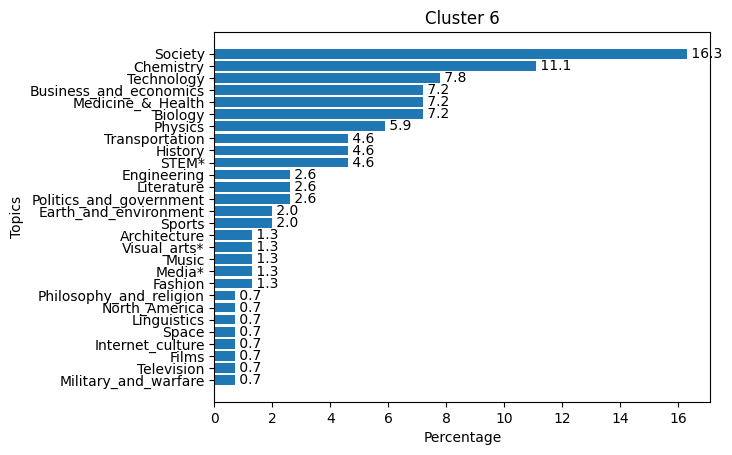 Cluster 6
Topics
Society 16.3
Chemistry 11.1
Technology 7.8
Business_and_economics 7.2
Medicine_&_Health 7.2
Biology 7.2
Physics 5.9
Transportation 4.6
History 4.6
STEM* 4.6
Engineering 2.6
Literature 2.6
Politics_and_government 2.6
Earth_and_environment 2.0
Sports 2.0
Architecture 1.3
Visual_arts* 1.3
Music 1.3
Media* 1.3
Fashion 1.3
Philosophy_and_religion 0.7
North_America 0.7
Linguistics 0.7
Space 0.7
Internet_culture 0.7
Films 0.7
Television 0.7
Military_and_warfare 0.7
0 2 4 6 8 10 12 14 16
Percentage